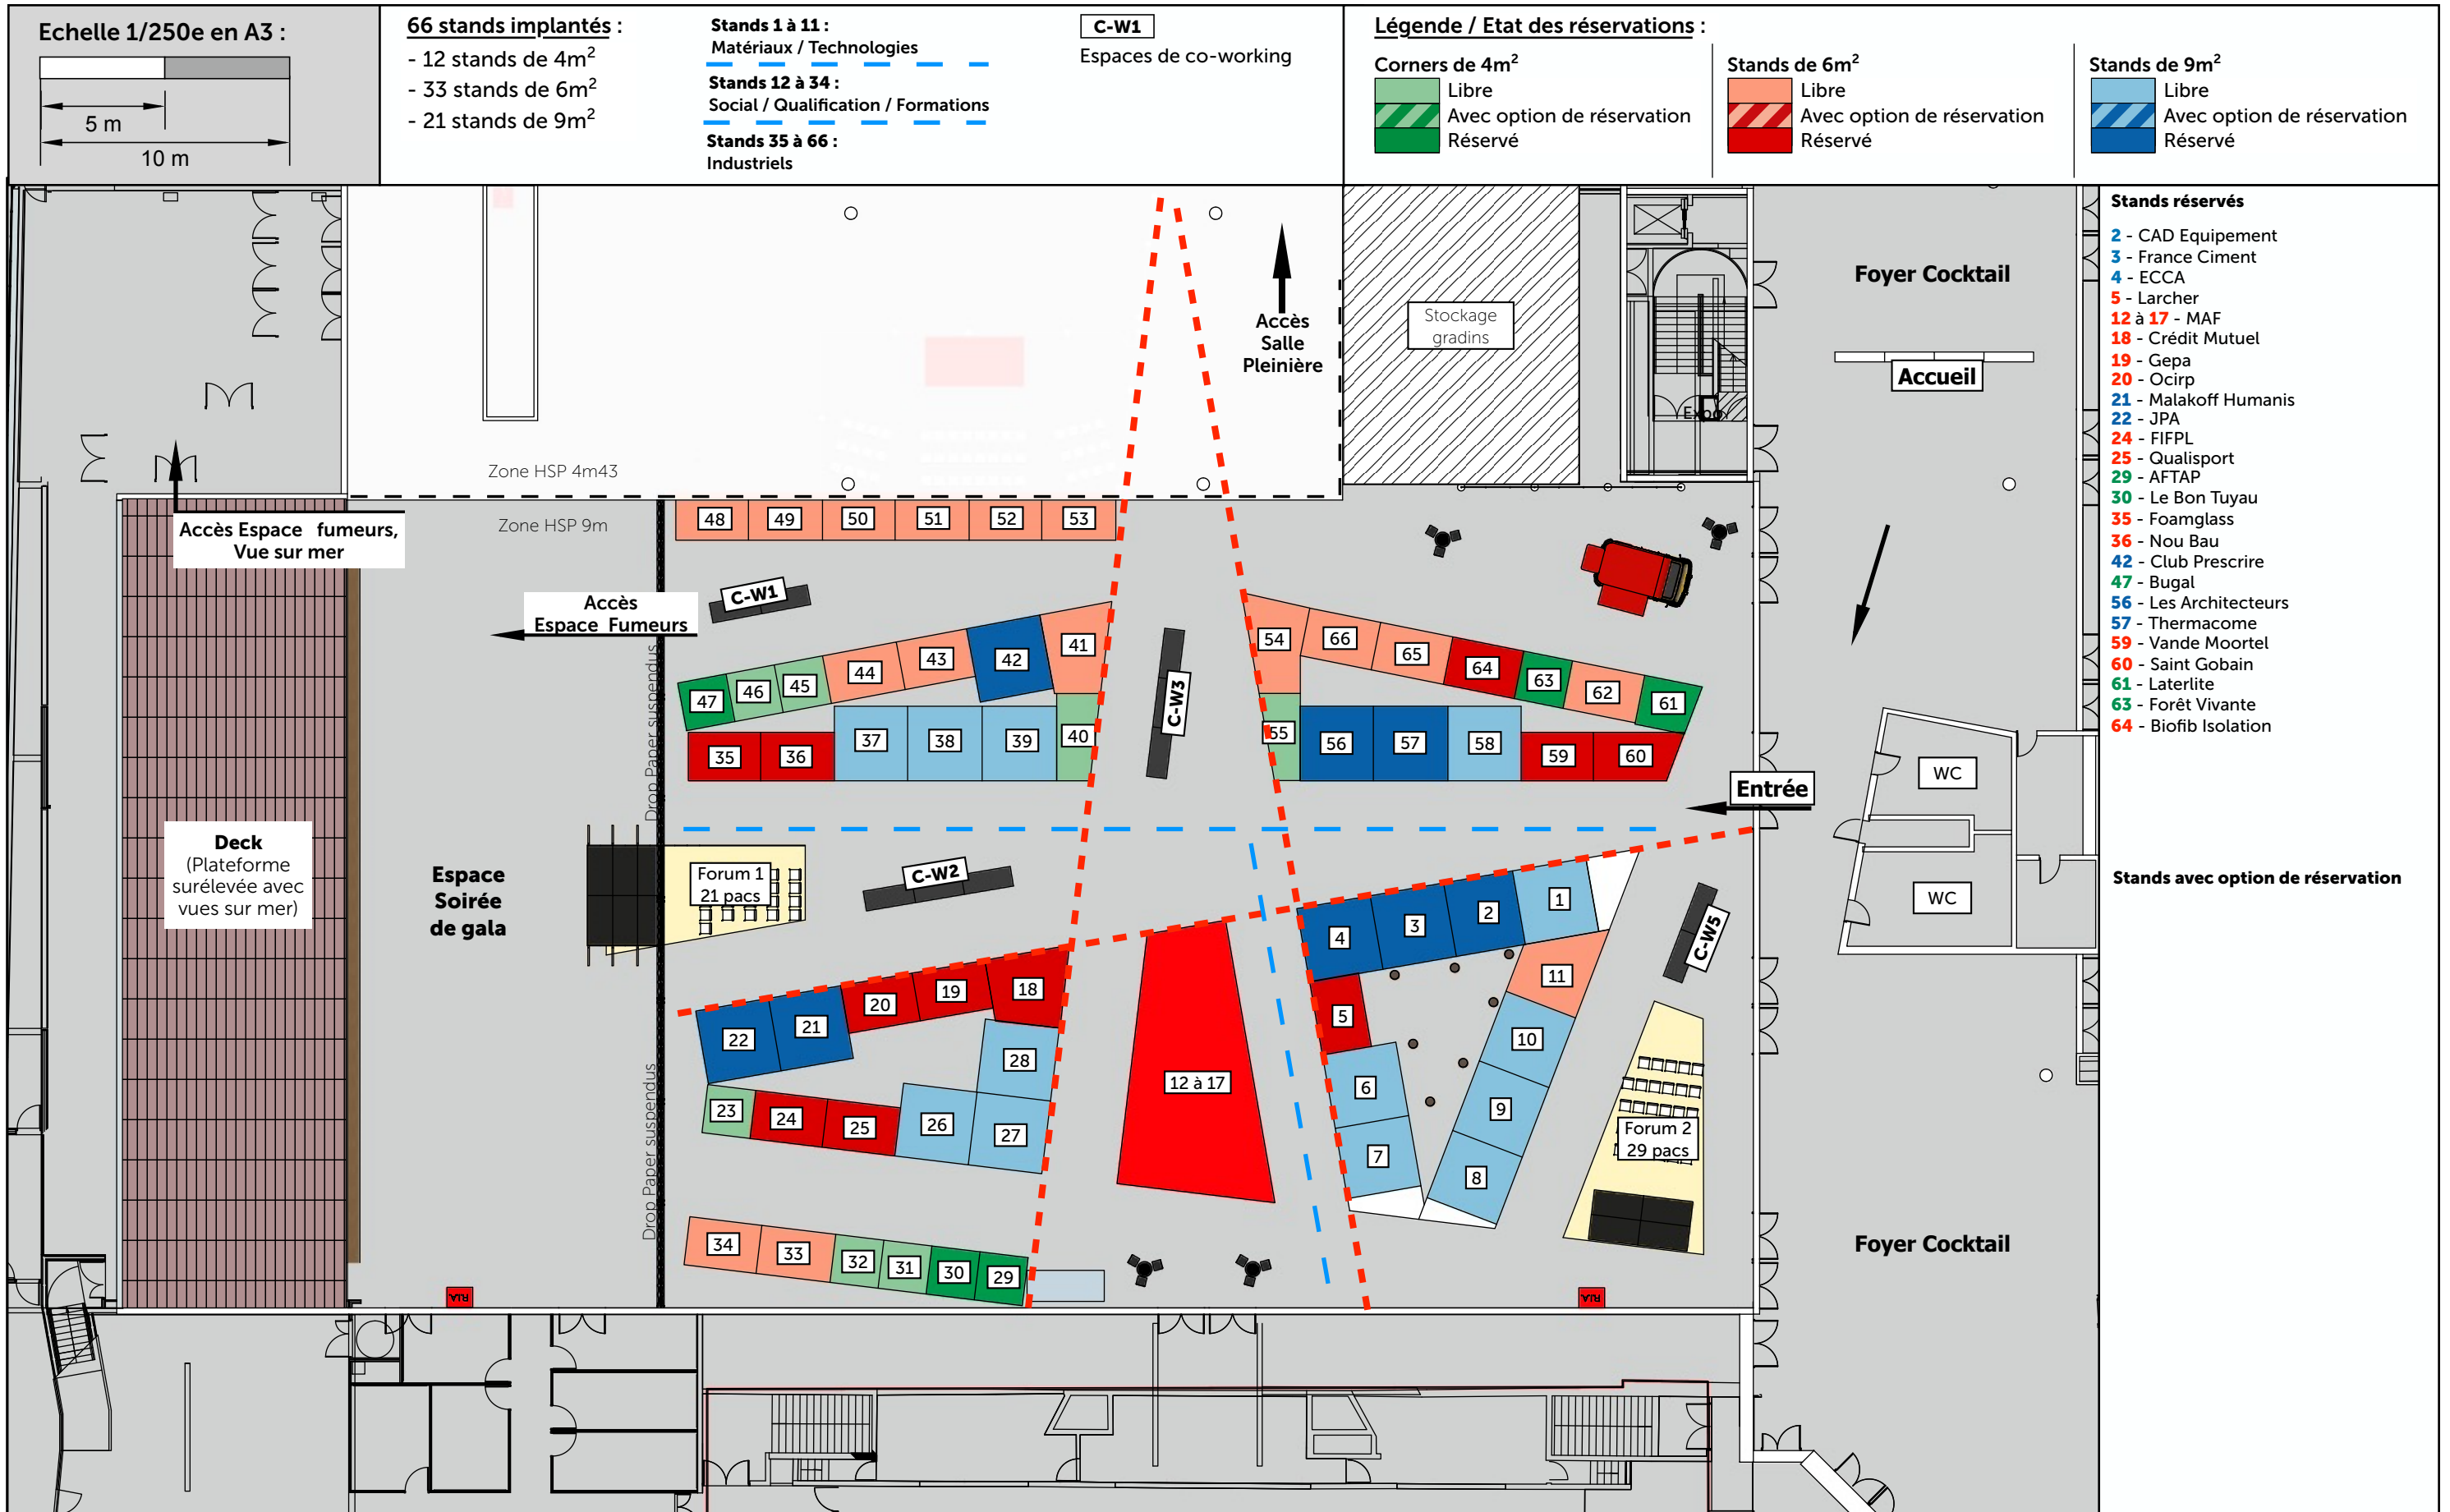 Echelle 1/250e en A3 :
5 m
10 m
66 stands implantés :
- 12 stands de 4m²
- 33 stands de 6m²
- 21 stands de 9m²
Stands 1 à 11 :
Matériaux / Technologies
Stands 12 à 34 :
Social / Qualification / Formations
Stands 35 à 66 :
Industriels
C-W1
Espaces de co-working
Légende / Etat des réservations :
Corners de 4m²
Libre
Avec option de réservation
Réservé
Stands de 6m²
Libre
Avec option de réservation
Réservé
Stands de 9m²
Libre
Avec option de réservation
Réservé
Stands réservés
2 - CAD Equipement
3 - France Ciment
4 - ECCA
5 - Larcher
12 à 17 - MAF
18 - Crédit Mutuel
19 - Gepa
20 - Ocirp
21 - Malakoff Humanis
22 - JPA
24 - FIFPL
25 - Qualisport
29 - AFTAP
30 - Le Bon Tuyau
35 - Foamglass
36 - Nou Bau
42 - Club Prescrire
47 - Bugal
56 - Les Architecteurs
57 - Thermacome
59 - Vande Moortel
60 - Saint Gobain
61 - Laterlite
63 - Forêt Vivante
64 - Biofib Isolation
Stands avec option de réservation
Foyer Cocktail
Accueil
Stockage
gradins
Expo
Accès
Salle
Pleinière
Zone HSP 4m43
Zone HSP 9m
Accès Espace fumeurs,
Vue sur mer
Accès
Espace Fumeurs
48
49
50
51
52
53
C-W1
C-W3
47
46
45
44
43
42
41
35
36
37
38
39
40
54
66
65
64
63
62
61
55
56
57
58
59
60
Entrée
WC
WC
Drop Paper suspendus
Deck
(Plateforme
surélevée avec
vues sur mer)
Espace
Soirée
de gala
Forum 1
21 pacs
C-W2
C-W5
4
3
2
1
11
5
10
6
9
7
8
22
21
20
19
18
28
23
24
25
26
27
12 à 17
Forum 2
29 pacs
Drop Paper suspendus
34
33
32
31
30
29
Foyer Cocktail
RIA
RIA